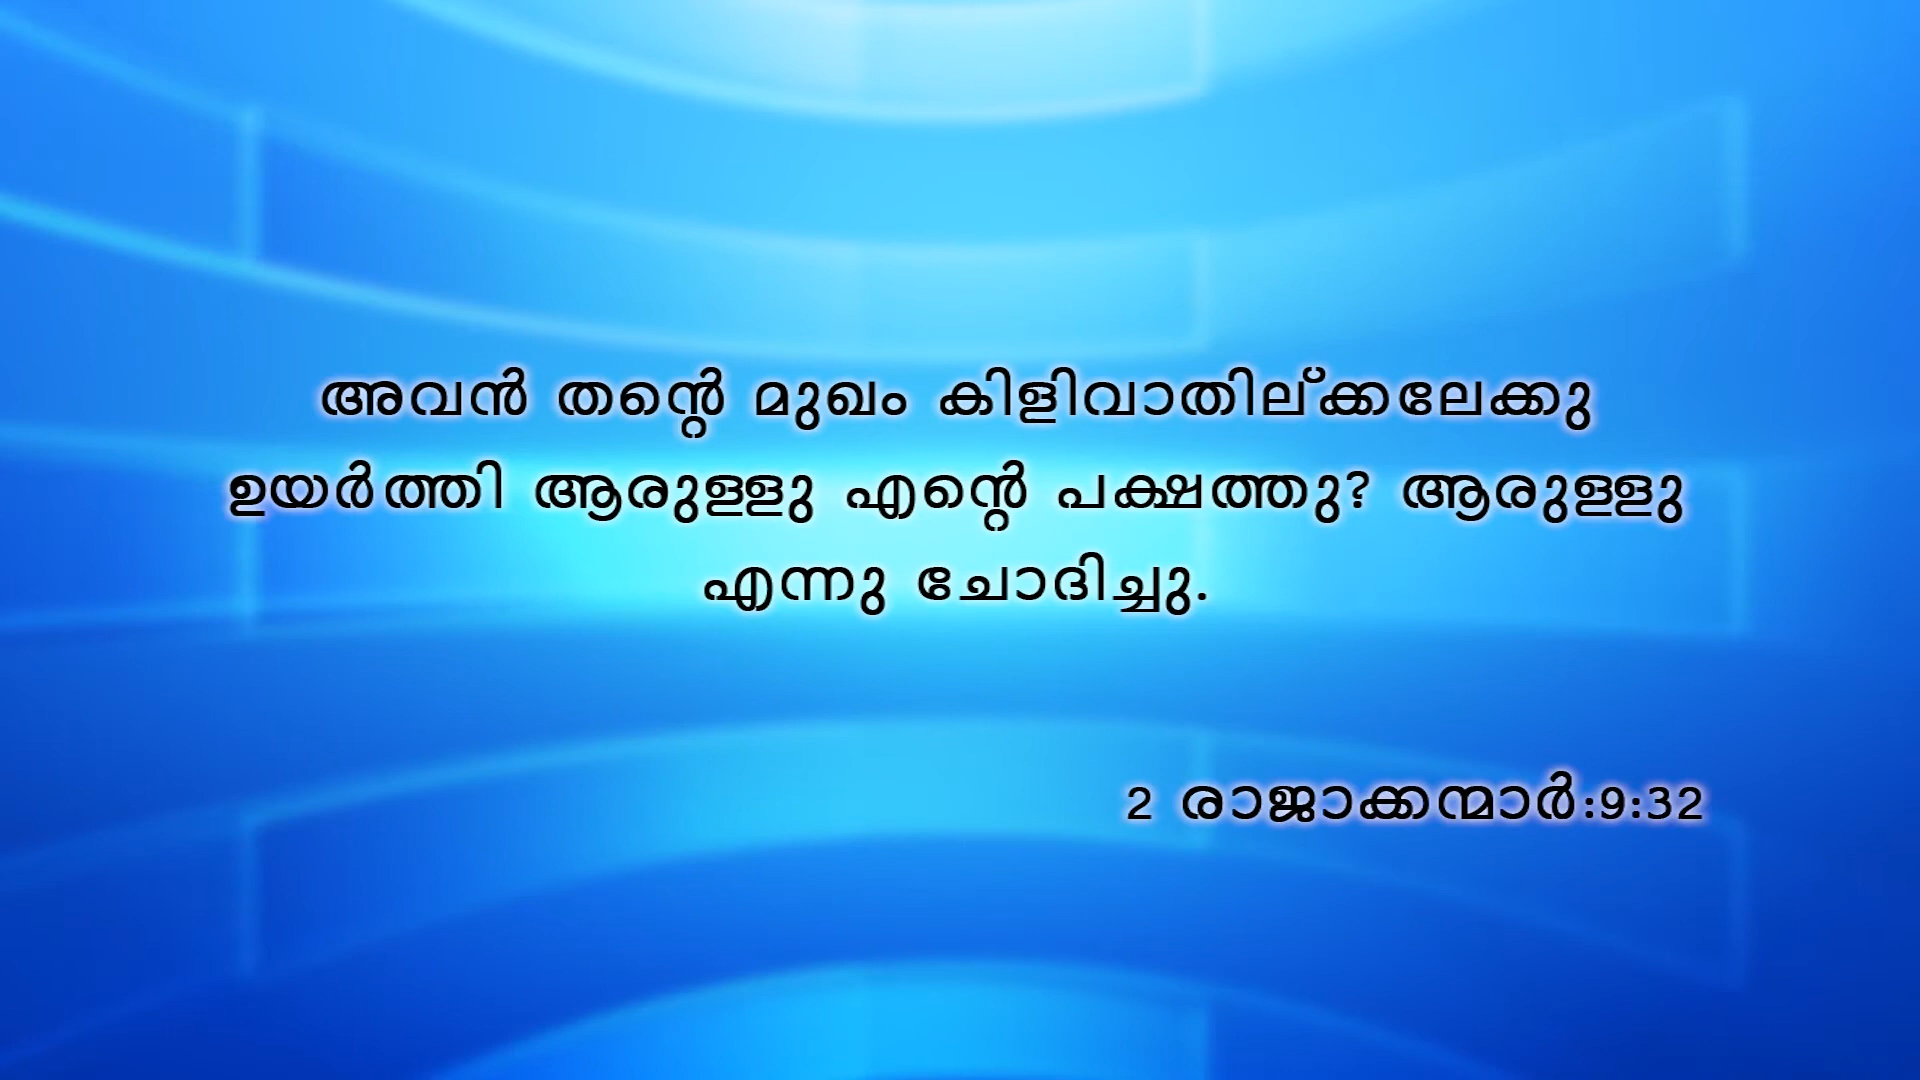 അവൻ തന്റെ മുഖം കിളിവാതില്ക്കലേക്കു
ഉയർത്തി ആരുള്ളു എന്റെ പക്ഷത്തു? ആരുള്ളു
എന്നു ചോദിച്ചു.
2 രാജാക്കന്മാർ:9:32